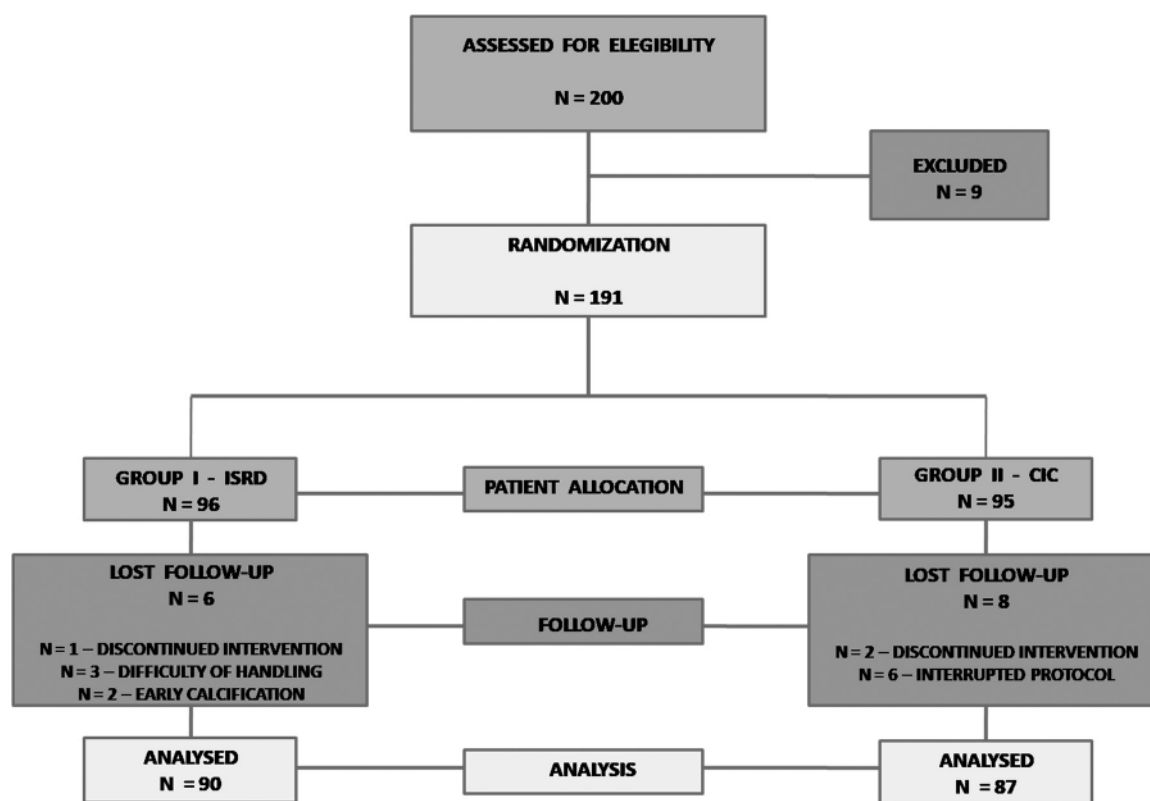 ASSESSED FOR ELEGIBILITY
N = 200
EXCLUDED
N = 9
RANDOMIZATION
N = 191
GROUP I - ISRD
N = 96
PATIENT ALLOCATION
GROUP II - CIC
N = 95
LOST FOLLOW-UP
N = 6
N = 1 – DISCONTINUED INTERVENTION
N = 3 – DIFFICULTY OF HANDLING
N = 2 – EARLY CALCIFICATION
FOLLOW-UP
LOST FOLLOW-UP
N = 8
N = 2 – DISCONTINUED INTERVENTION
N = 6 – INTERRUPTED PROTOCOL
ANALYSED
N = 90
ANALYSIS
ANALYSED
N = 87